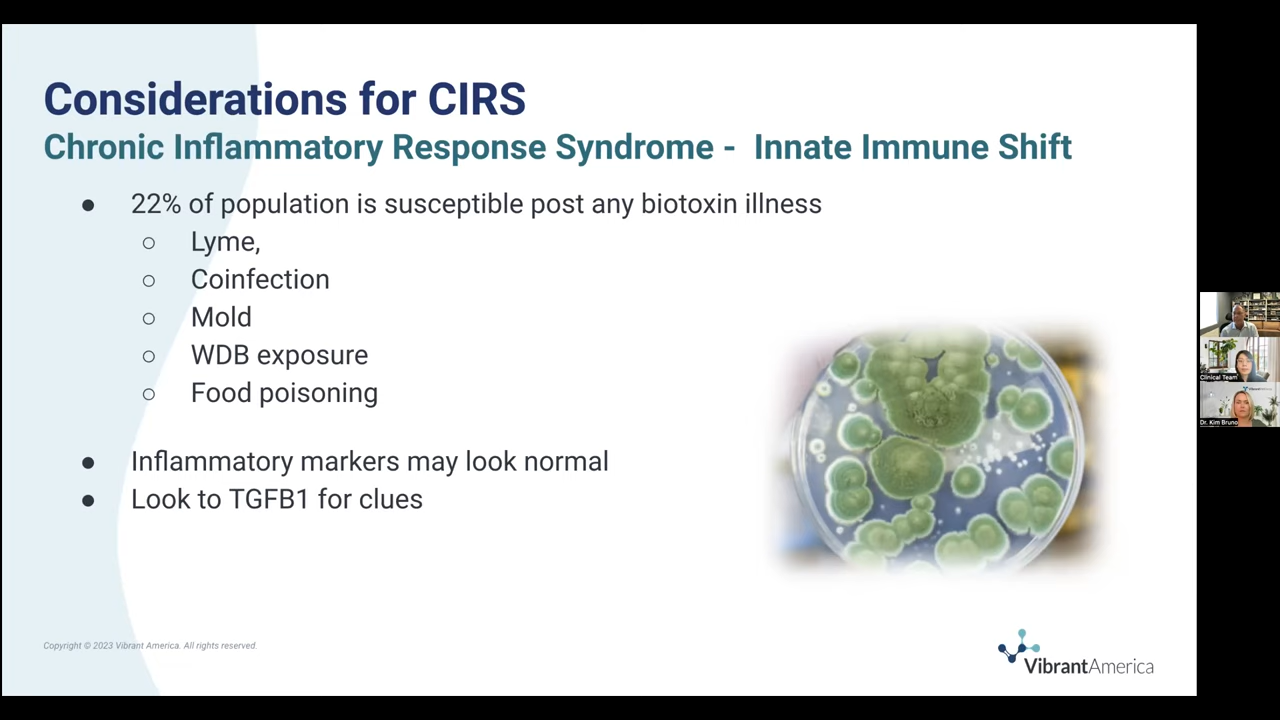 Considerations for CIRS
Chronic Inflammatory Response Syndrome - Innate Immune Shift
● 22% of population is susceptible post any biotoxin illness
○ Lyme,
○ Coinfection
○ Mold
○ WDB exposure
○ Food poisoning
● Inflammatory markers may look normal
● Look to TGFB1 for clues
Copyright © 2023 Vibrant America. All rights reserved.
VibrantAmerica
Clinical Team
Dr. Kim Bruno